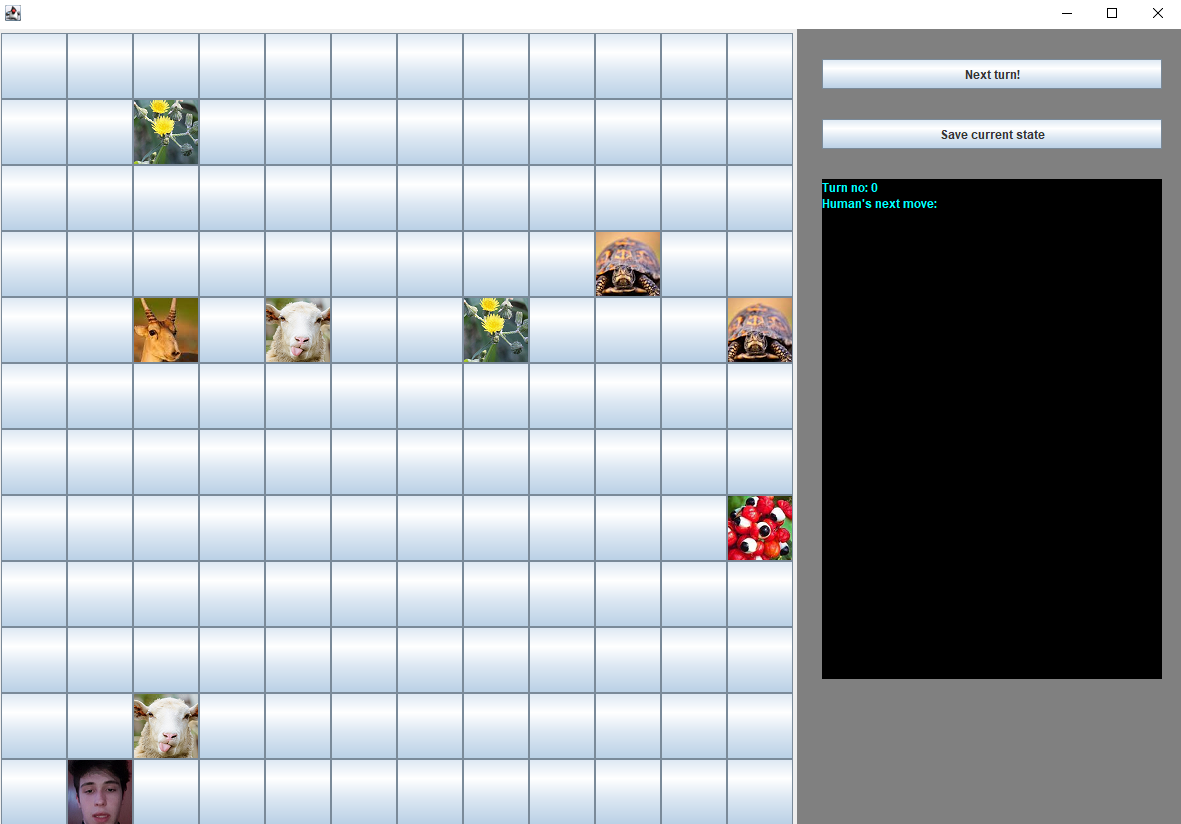 Next turn!
Save current state
Turn no: 0
Human's next move: